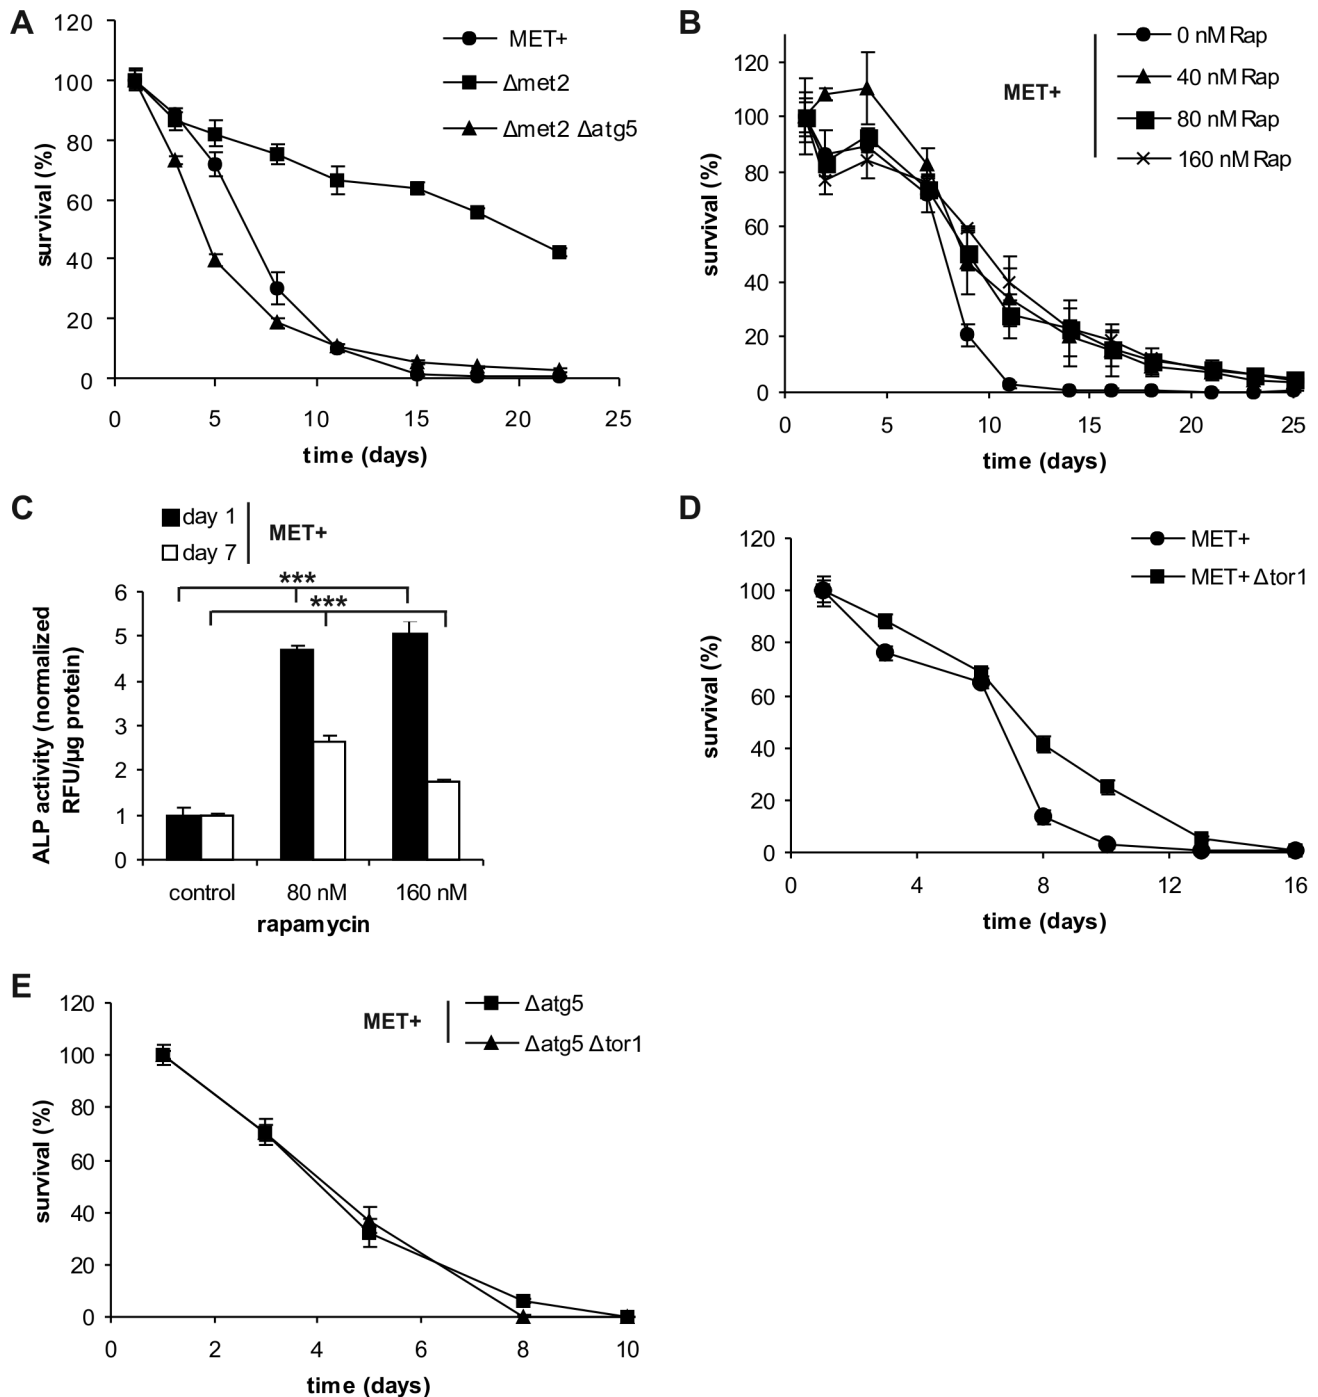 A
120
100
80
60
40
20
0
survival (%)
0 5 10 15 20 25
time (days)
MET+
Δmet2
Δmet2 Δatg5
B
120
100
80
60
40
20
0
survival (%)
0 5 10 15 20 25
time (days)
MET+
0 nM Rap
40 nM Rap
80 nM Rap
160 nM Rap
C
day 1
day 7
MET+
***
***
6
5
4
3
2
1
0
ALP activity (normalized
RFU/µg protein)
control 80 nM 160 nM
rapamycin
D
120
100
80
60
40
20
0
survival (%)
0 4 8 12 16
time (days)
MET+
MET+ Δtor1
E
120
100
80
60
40
20
0
survival (%)
0 2 4 6 8 10
time (days)
MET+
Δatg5
Δatg5 Δtor1